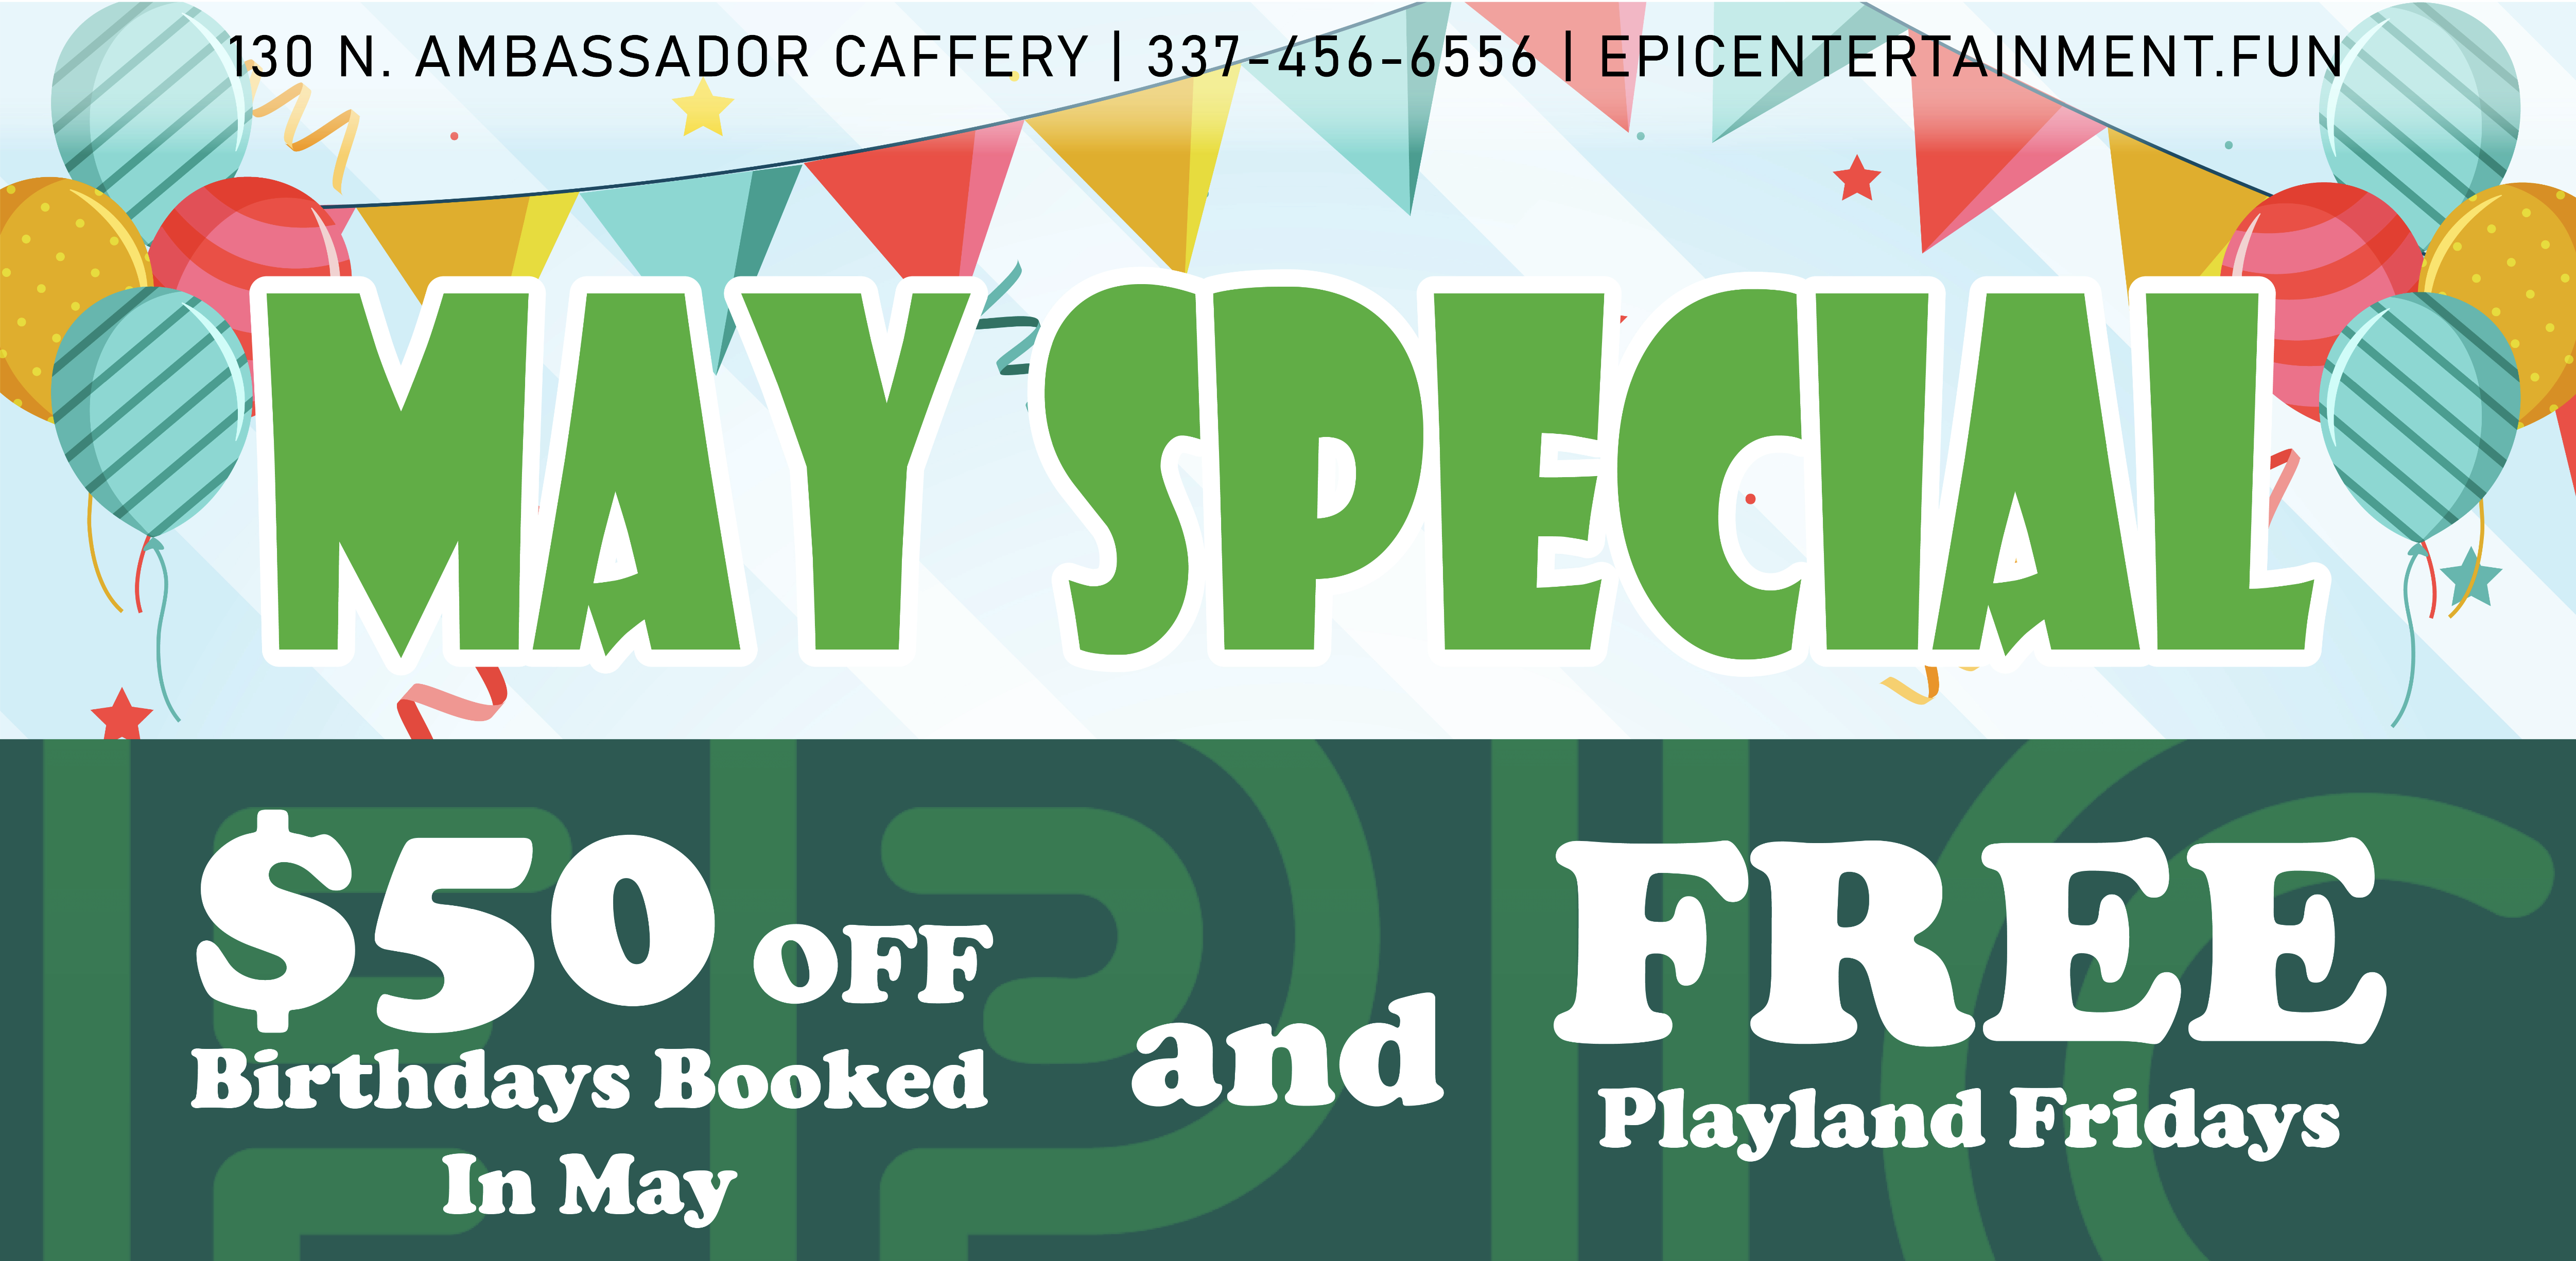 130 N. AMBASSADOR CAFFERY | 337-456-6556 | EPICENTERTAINMENT.FUN
MAY SPECIAL
$50 OFF
Birthdays Booked
In May
and
FREE
Playland Fridays